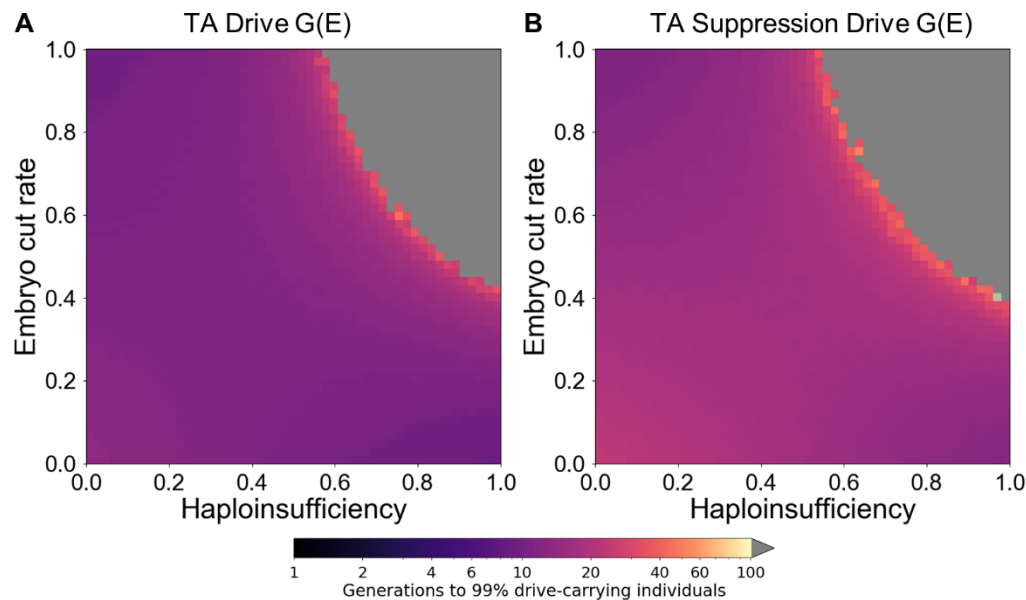 A TA Drive G(E)
B TA Suppression Drive G(E)
Embryo cut rate
1.0
0.8
0.6
0.4
0.2
0.0
0.0 0.2 0.4 0.6 0.8 1.0
Haploinsufficiency
Embryo cut rate
1.0
0.8
0.6
0.4
0.2
0.0
0.0 0.2 0.4 0.6 0.8 1.0
Haploinsufficiency
1 2 4 6 10 20 40 60 100
Generations to 99% drive-carrying individuals